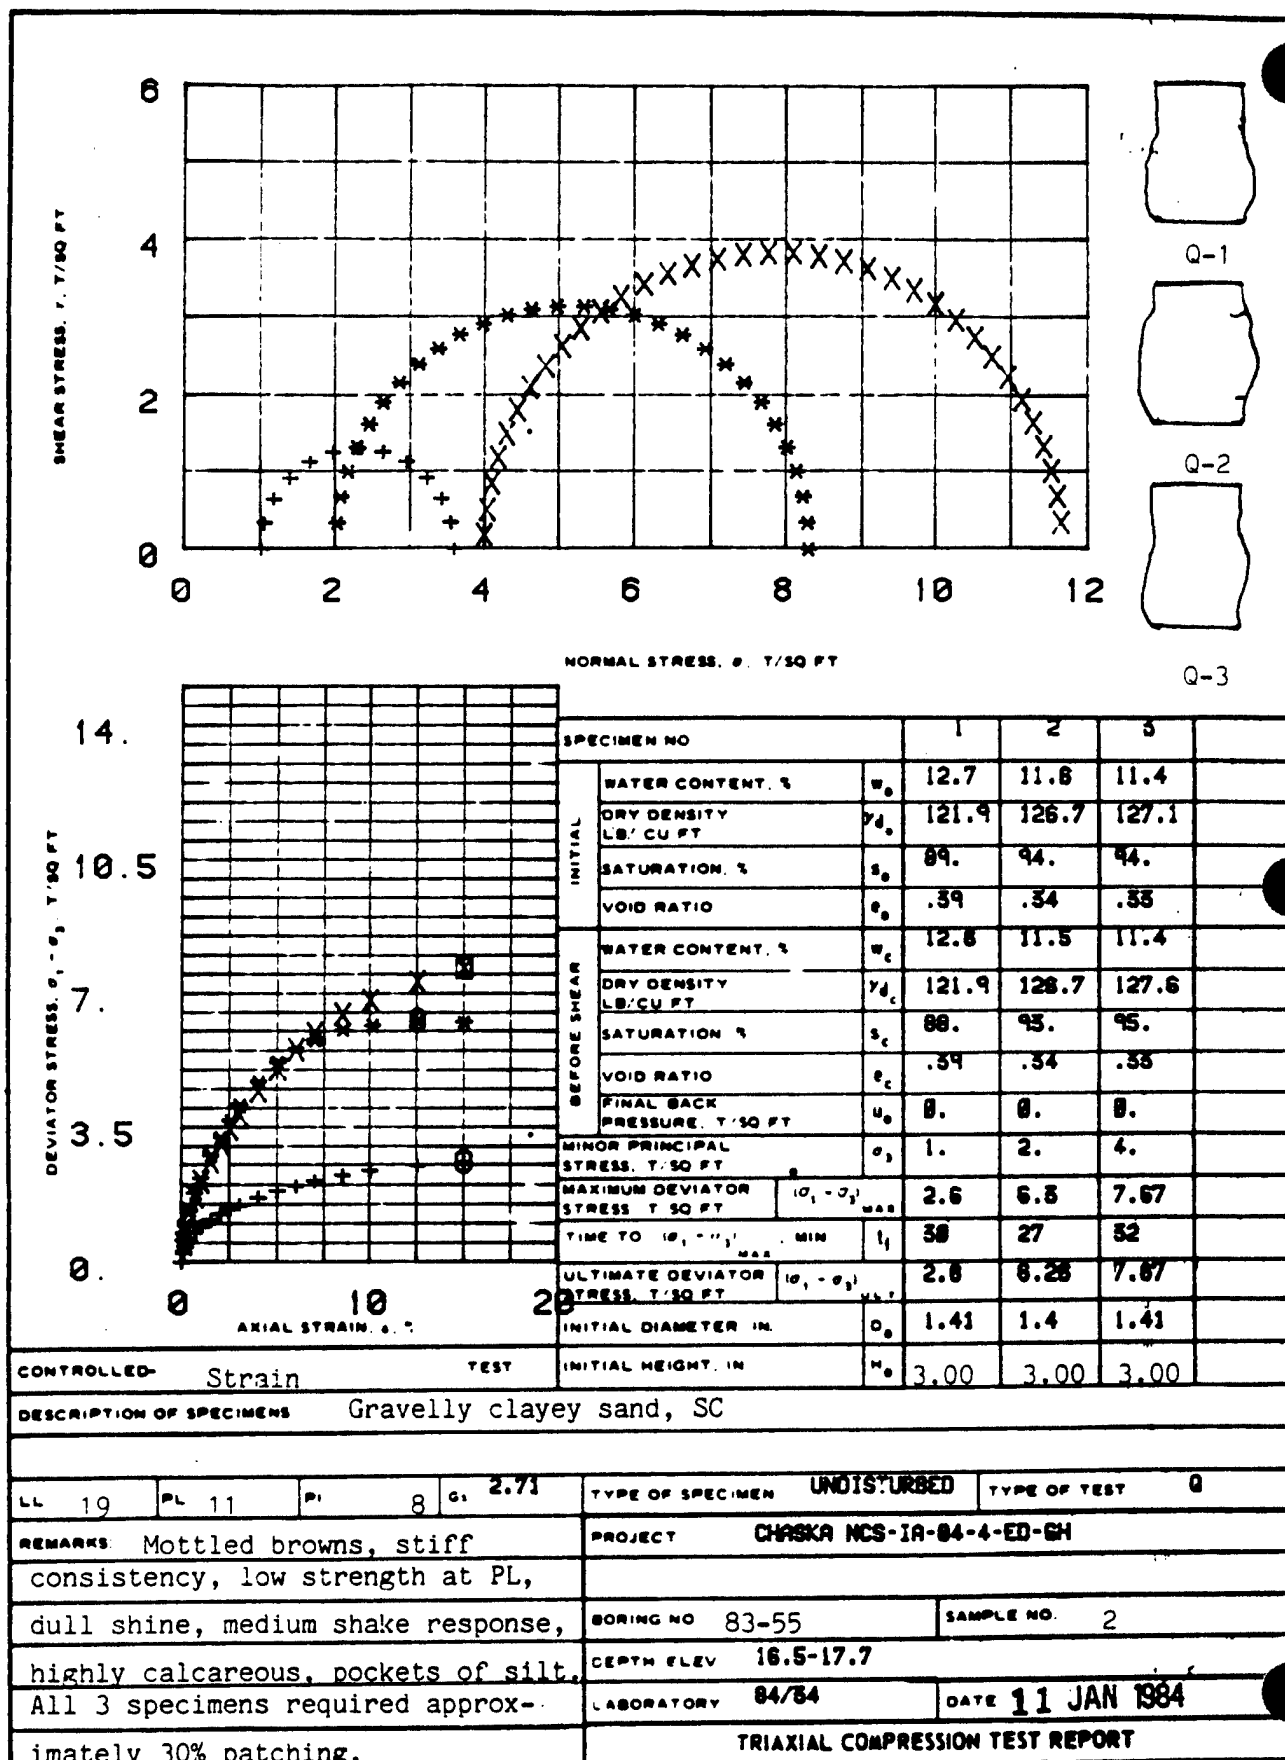 6
4
2
0
SHEAR STRESS, T/SQ FT
0 2 4 6 8 10 12
NORMAL STRESS, σ, T/SQ FT
Q-1
Q-2
Q-3
14.
10.5
7.
3.5
0.
DEVIATOR STRESS, σ₁ - σ₃, T/SQ FT
0 10 20
AXIAL STRAIN, %
SPECIMEN NO 1 2 3
INITIAL
WATER CONTENT, % w₀ 12.7 11.6 11.4
DRY DENSITY LB/CU FT γd₀ 121.9 126.7 127.1
SATURATION, % S₀ 89. 94. 94.
VOID RATIO e₀ .39 .34 .33
BEFORE SHEAR
WATER CONTENT, % w_c 12.6 11.5 11.4
DRY DENSITY LB/CU FT γd_c 121.9 126.7 127.6
SATURATION % S_c 88. 93. 95.
VOID RATIO e_c .39 .34 .33
FINAL BACK PRESSURE, T/SQ FT u₀ 0. 0. 0.
MINOR PRINCIPAL STRESS, T/SQ FT σ₃ 1. 2. 4.
MAXIMUM DEVIATOR STRESS T SQ FT (σ₁ - σ₃) MAX 2.6 6.3 7.67
TIME TO (σ₁ - σ₃) MAX MIN t_f 38 27 32
ULTIMATE DEVIATOR STRESS, T/SQ FT (σ₁ - σ₃) ULT 2.6 6.26 7.67
INITIAL DIAMETER IN. D₀ 1.41 1.4 1.41
INITIAL HEIGHT, IN H₀ 3.00 3.00 3.00
CONTROLLED- Strain TEST
DESCRIPTION OF SPECIMENS Gravelly clayey sand, SC
LL 19 PL 11 PI 8 Gs 2.71
TYPE OF SPECIMEN UNDISTURBED TYPE OF TEST Q
REMARKS: Mottled browns, stiff
consistency, low strength at PL,
dull shine, medium shake response,
highly calcareous, pockets of silt.
All 3 specimens required approx-
imately 30% patching.
PROJECT CHASKA NCS-IA-84-4-ED-GH
BORING NO 83-55 SAMPLE NO. 2
DEPTH ELEV 16.5-17.7
LABORATORY 84/54 DATE 11 JAN 1984
TRIAXIAL COMPRESSION TEST REPORT